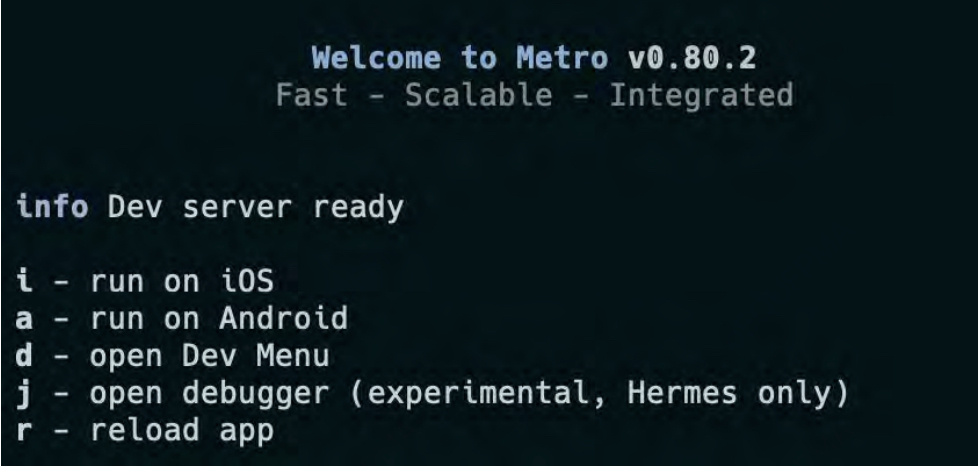 Welcome to Metro v0.80.2
Fast - Scalable - Integrated
info Dev server ready
i - run on iOS
a - run on Android
d - open Dev Menu
j - open debugger (experimental, Hermes only)
r - reload app